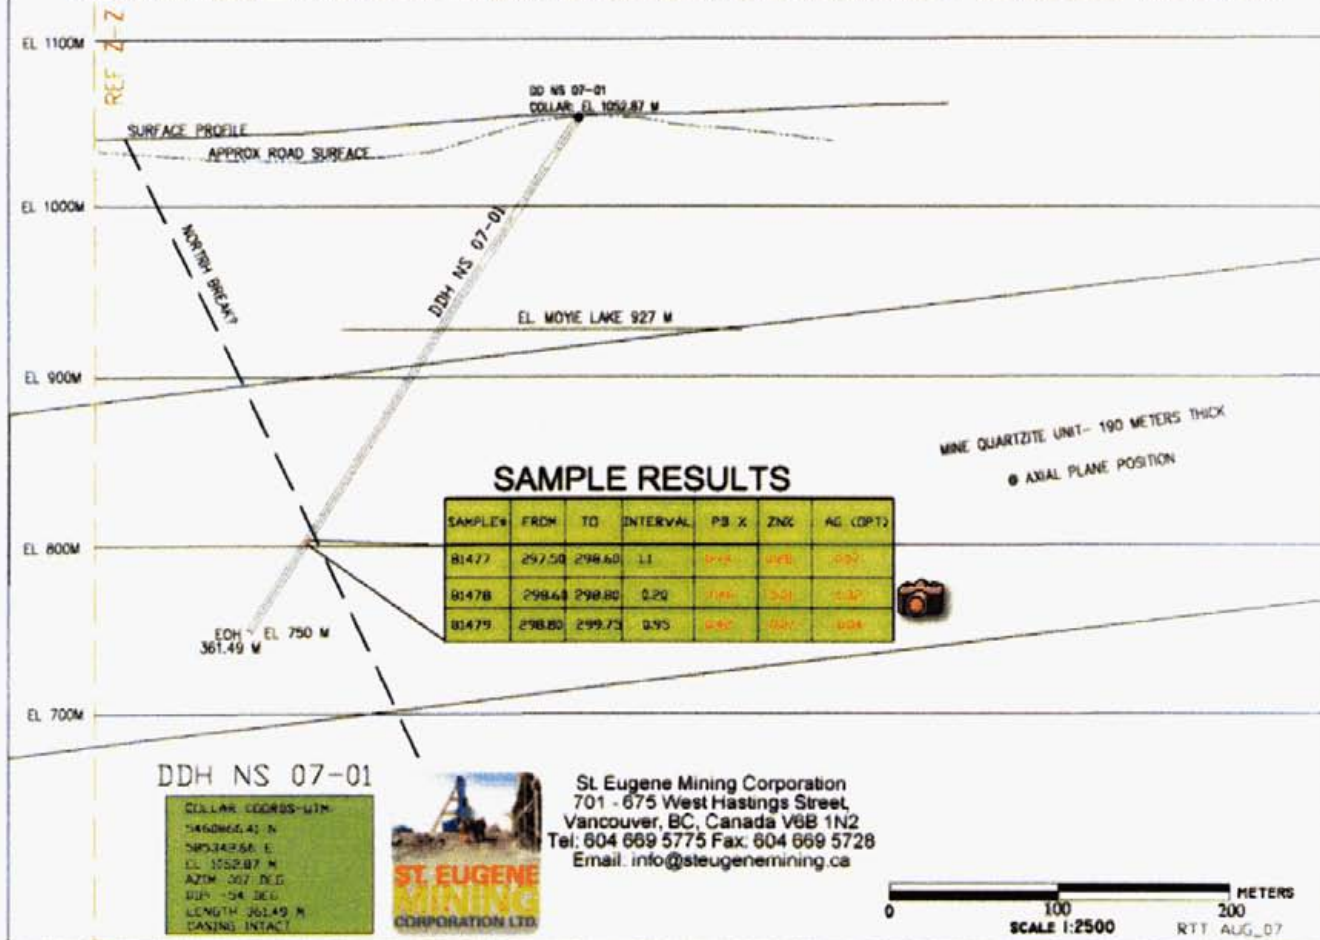 EL 1100M
REF Z-Z
DD NS 07-01
COLLAR: EL 1052.87 M
SURFACE PROFILE
APPROX ROAD SURFACE
EL 1000M
NORTRH BREAK?
DDH NS 07-01
EL MOYIE LAKE 927 M
EL 900M
MINE QUARTZITE UNIT- 190 METERS THICK
AXIAL PLANE POSITION
SAMPLE RESULTS
SAMPLE# FROM TO INTERVAL PB % ZN% AG (OPT)
EL 800M
81477 297.50 298.60 1.1
81478 298.60 298.80 0.20
81479 298.80 299.75 0.95
EOH EL 750 M
361.49 M
EL 700M
DDH NS 07-01
COLLAR COORDS-UTM
EL 1052.87 M
DIP -54 DEG
LENGTH 361.49 M
CASING INTACT
ST. EUGENE
MINING
CORPORATION LTD.
St. Eugene Mining Corporation
701 - 675 West Hastings Street,
Vancouver, BC, Canada V6B 1N2
Tel: 604 669 5775 Fax: 604 669 5728
Email: info@steugenemining.ca
METERS
0 100 200
SCALE 1:2500
RTT AUG_07